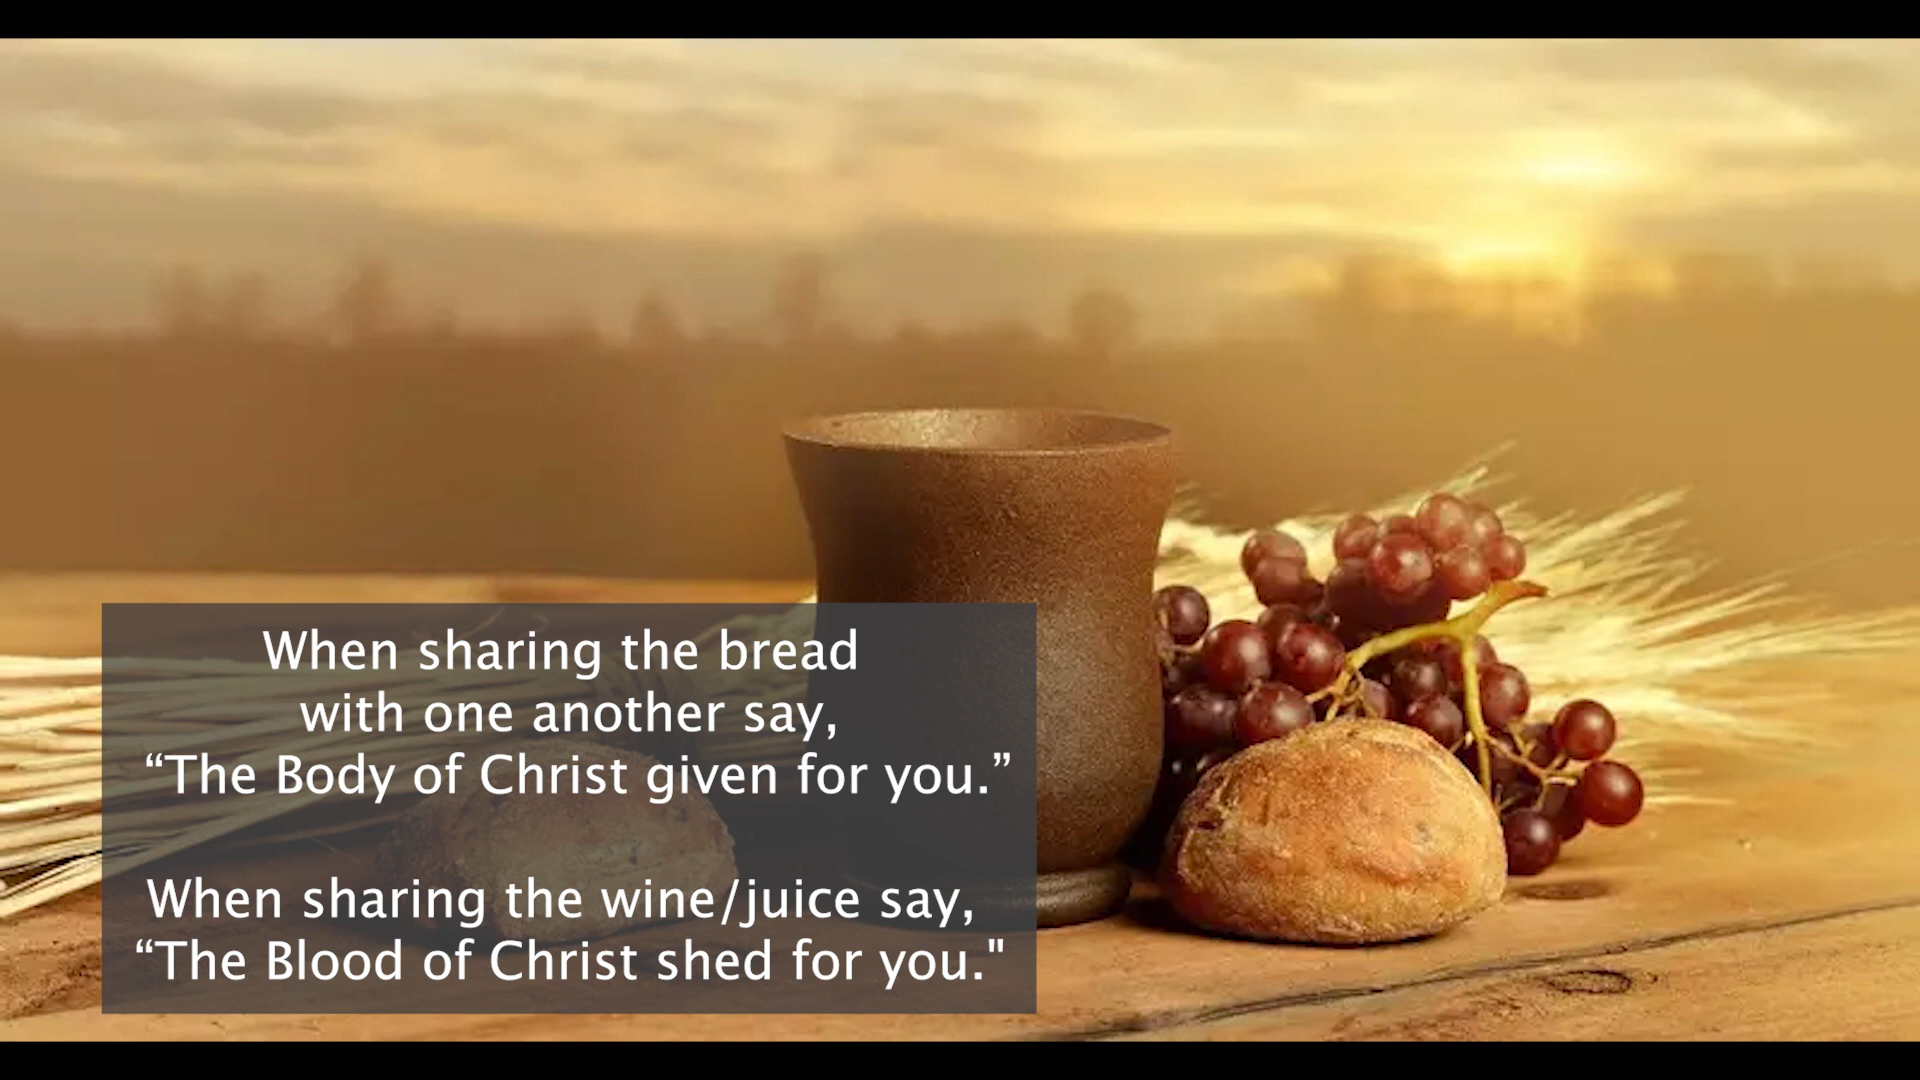 When sharing the bread
with one another say,
“The Body of Christ given for you.”
When sharing the wine/juice say,
“The Blood of Christ shed for you."